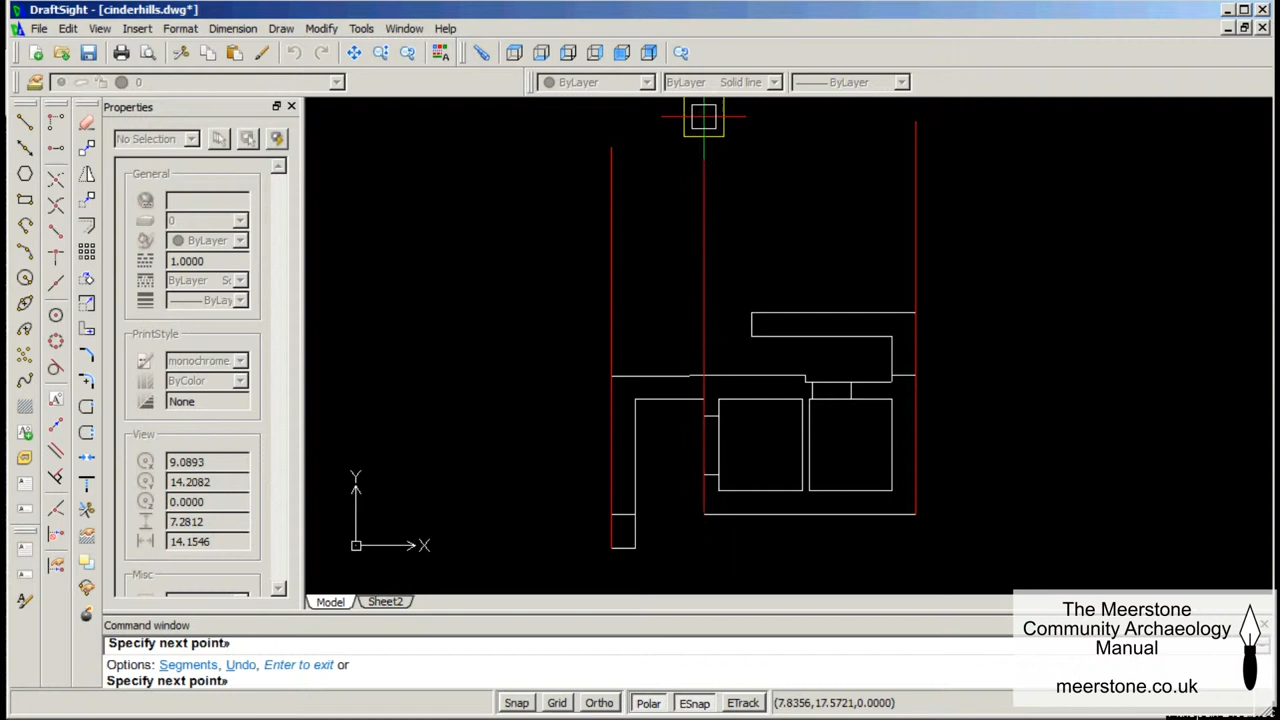 DraftSight - [cinderhills.dwg*]
File Edit View Insert Format Dimension Draw Modify Tools Window Help
0 ByLayer ByLayer Solid line ByLayer
Properties
No Selection
General
0
ByLayer
1.0000
ByLayer
ByLay
PrintStyle
monochrome
ByColor
None
View
9.0893
14.2082
0.0000
7.2812
14.1546
Misc
Y
X
Model Sheet2
Command window
Specify next point»
Options: Segments, Undo, Enter to exit or
Specify next point»
Snap Grid Ortho Polar ESnap ETrack (7.8356,17.5721,0.0000)
The Meerstone
Community Archaeology
Manual
meerstone.co.uk